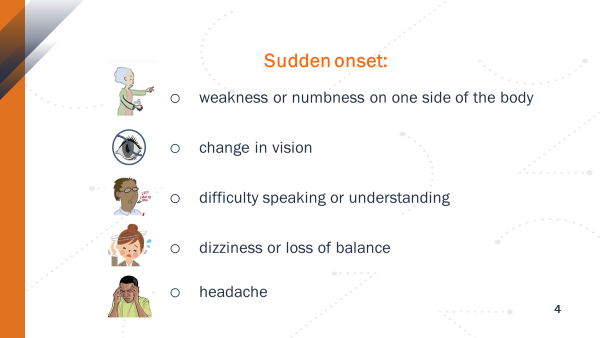 Sudden onset:
○ weakness or numbness on one side of the body
○ change in vision
○ difficulty speaking or understanding
○ dizziness or loss of balance
○ headache
4